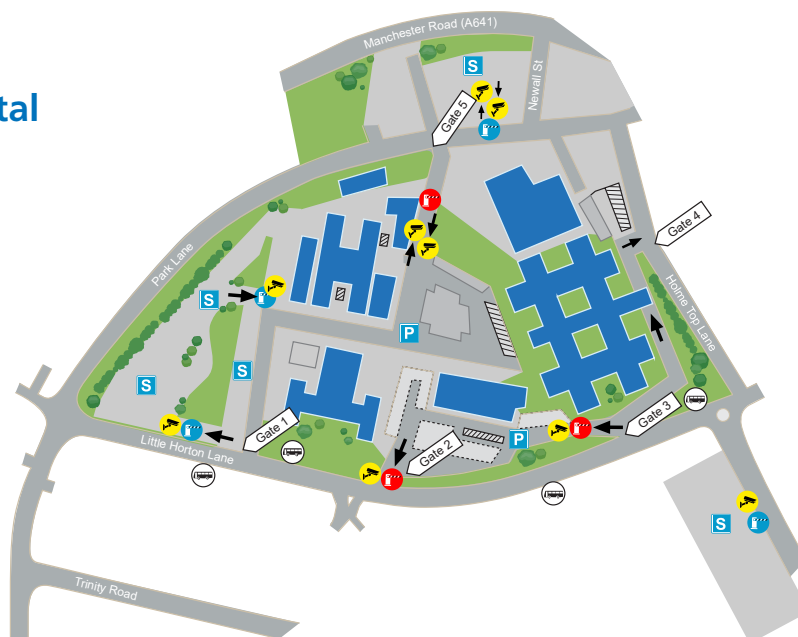 tal
Manchester Road (A641)
S
Newall St
Gate 5
Gate 4
Park Lane
S
Holme Top Lane
P
S
S
Gate 1
Gate 3
Little Horton Lane
Gate 2
P
S
Trinity Road